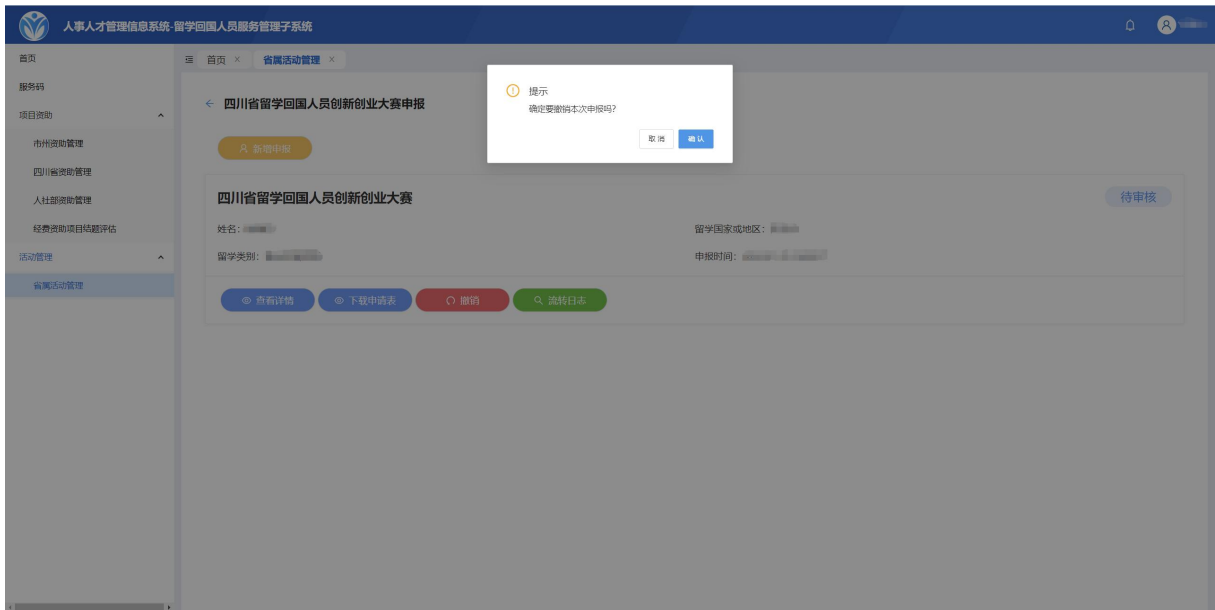 人事人才管理信息系统-留学回国人员服务管理子系统
首页
服务码
项目资助
市州资助管理
四川省资助管理
人社部资助管理
经费资助项目结题评估
活动管理
省属活动管理
首页 × 省属活动管理 ×
四川省留学回国人员创新创业大赛申报
新增申报
提示
确定要撤销本次申报吗?
取消 确认
四川省留学回国人员创新创业大赛
待审核
姓名:
留学国家或地区:
留学类别:
申报时间:
查看详情 下载申请表 撤销 流转日志